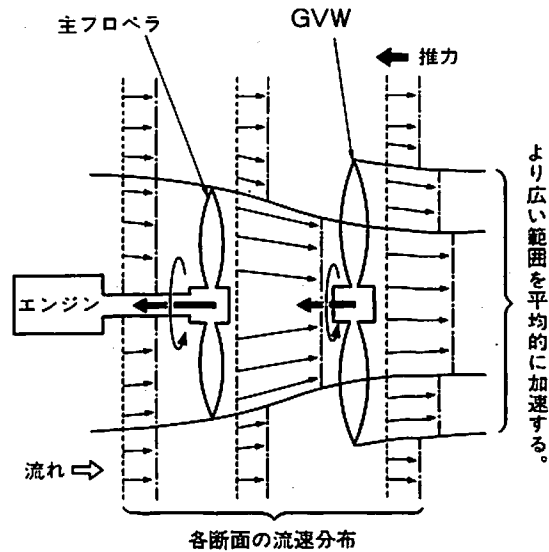 主フロペラ
GVW
推力
より広い範囲を平均的に加速する。
エンジン
流れ
各断面の流速分布